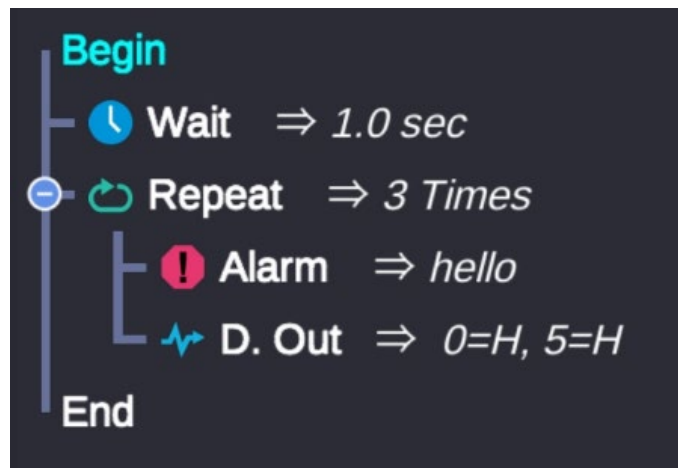 Begin
Wait ⇒ 1.0 sec
Repeat ⇒ 3 Times
Alarm ⇒ hello
D. Out ⇒ 0=H, 5=H
End